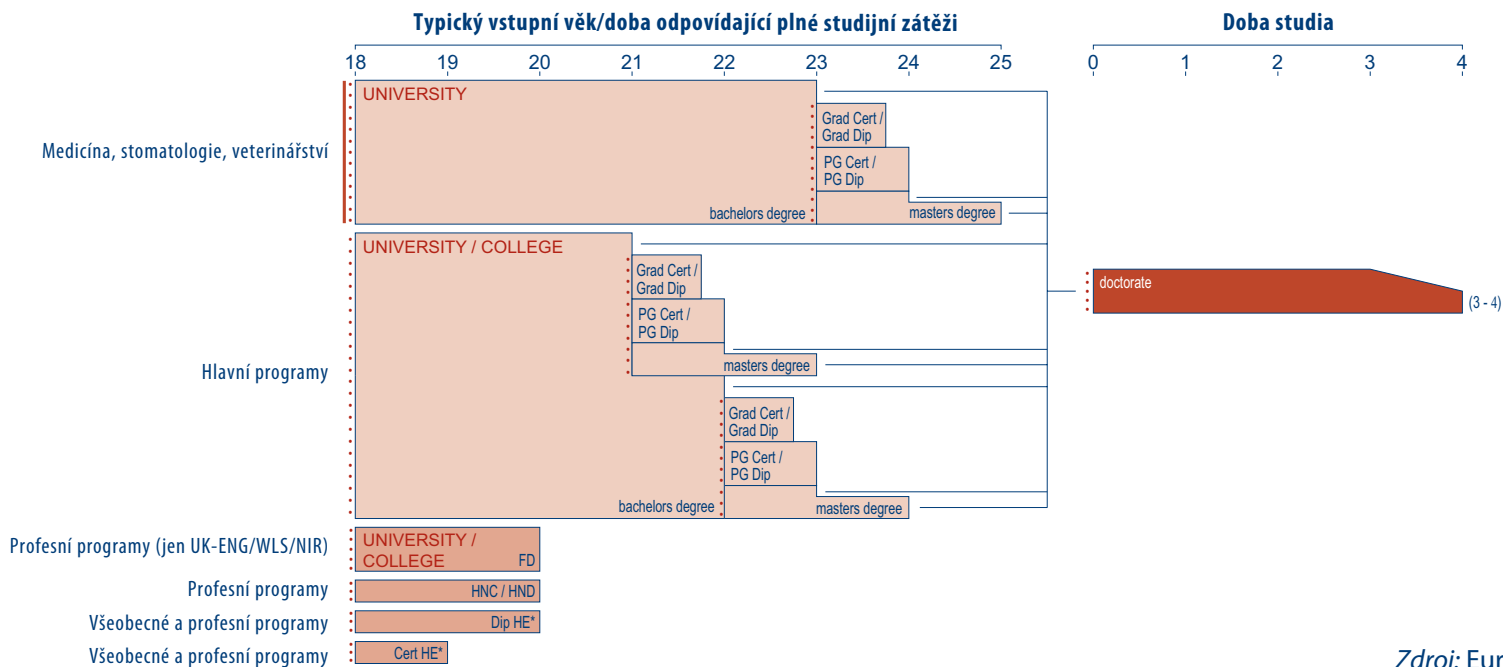 Typický vstupní věk/doba odpovídající plné studijní zátěži
Doba studia
18 19 20 21 22 23 24 25
0 1 2 3 4
UNIVERSITY
Medicína, stomatologie, veterinářství
Grad Cert /
Grad Dip
PG Cert /
PG Dip
bachelors degree
masters degree
UNIVERSITY / COLLEGE
Hlavní programy
Grad Cert /
Grad Dip
PG Cert /
PG Dip
masters degree
Grad Cert /
Grad Dip
PG Cert /
PG Dip
bachelors degree
masters degree
doctorate
(3 - 4)
Profesní programy (jen UK-ENG/WLS/NIR)
UNIVERSITY /
COLLEGE
FD
Profesní programy
HNC / HND
Všeobecné a profesní programy
Dip HE*
Všeobecné a profesní programy
Cert HE*
Zdroj: Eur